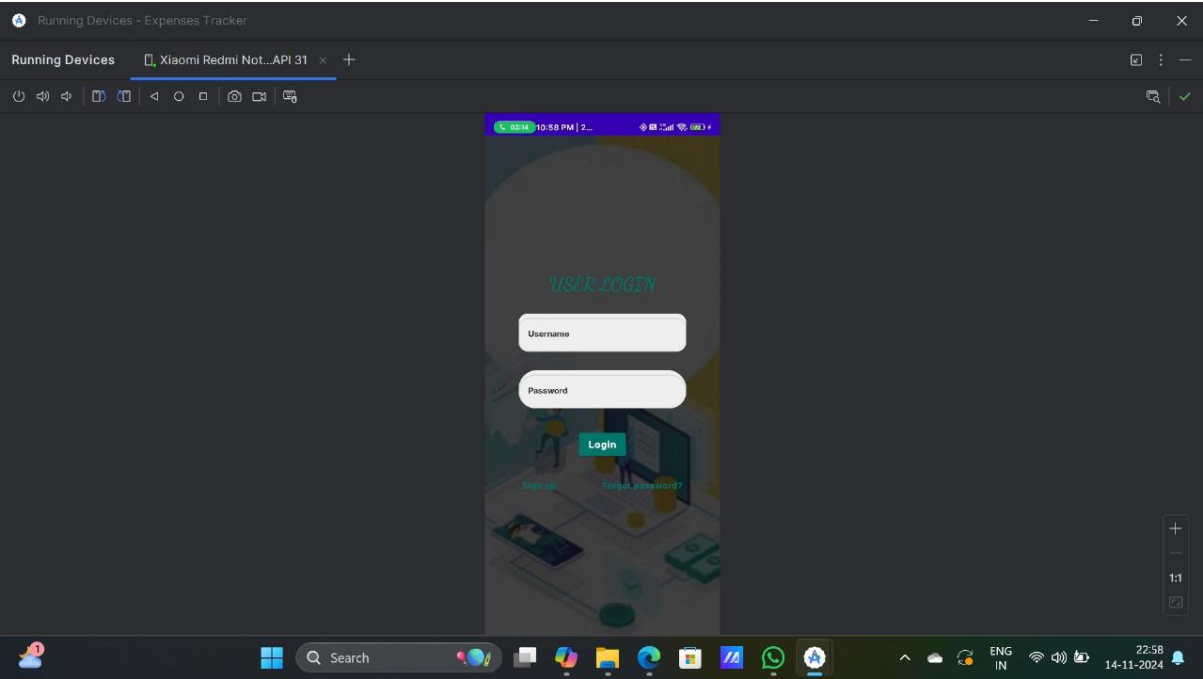 Running Devices - Expenses Tracker
Running Devices Xiaomi Redmi Not...API 31
02:14 10:58 PM | 2...
USER LOGIN
Username
Password
Login
Sign up. Forgot password?
1:1
1
Search
ENG
IN
22:58
14-11-2024